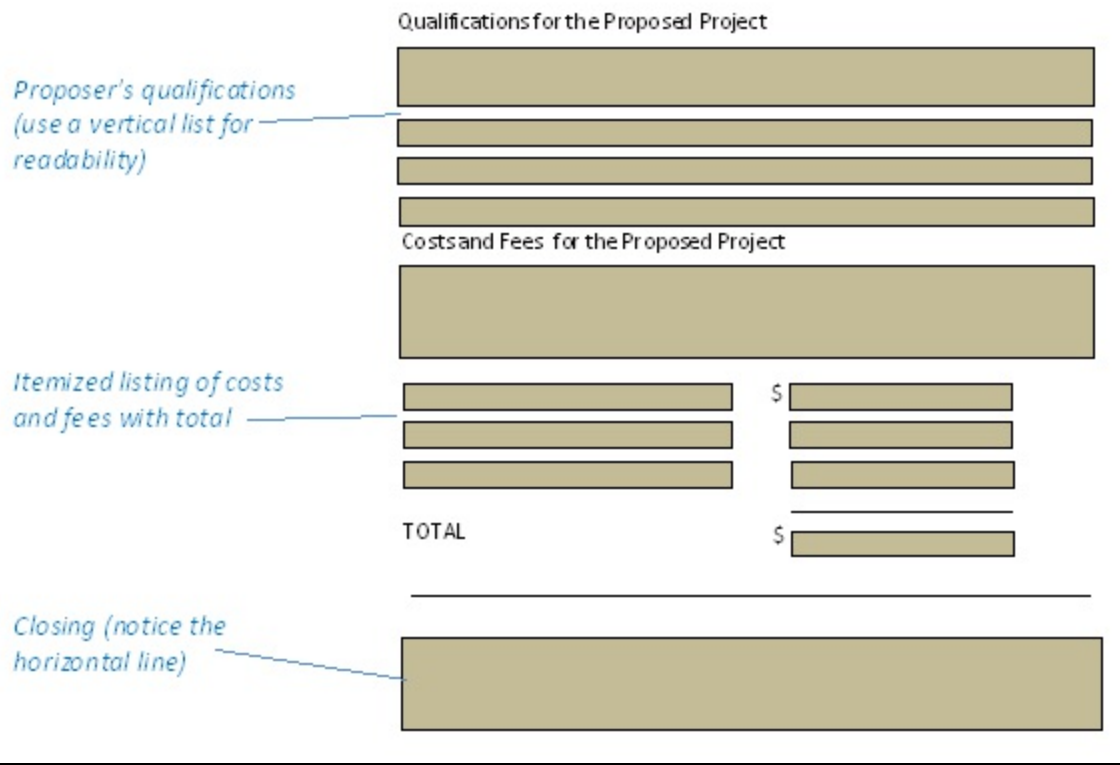 Qualifications for the Proposed Project
Proposer's qualifications
(use a vertical list for
readability)
Costs and Fees for the Proposed Project
Itemized listing of costs
and fees with total
$
TOTAL
$
Closing (notice the
horizontal line)